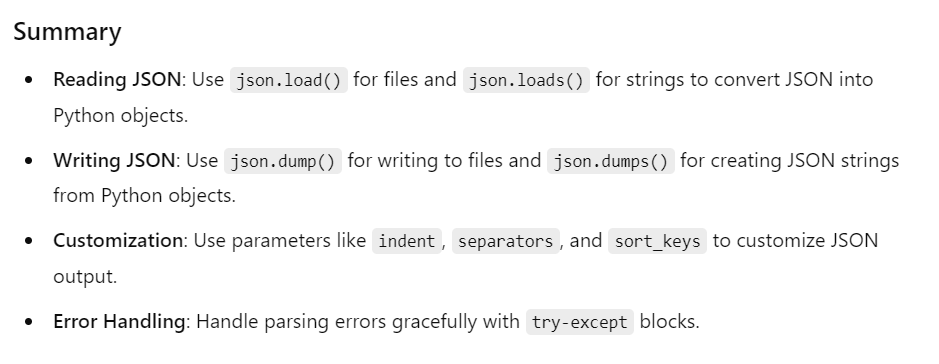 Summary
• Reading JSON: Use json.load() for files and json.loads() for strings to convert JSON into
Python objects.
• Writing JSON: Use json.dump() for writing to files and json.dumps() for creating JSON strings
from Python objects.
• Customization: Use parameters like indent, separators, and sort_keys to customize JSON
output.
• Error Handling: Handle parsing errors gracefully with try-except blocks.